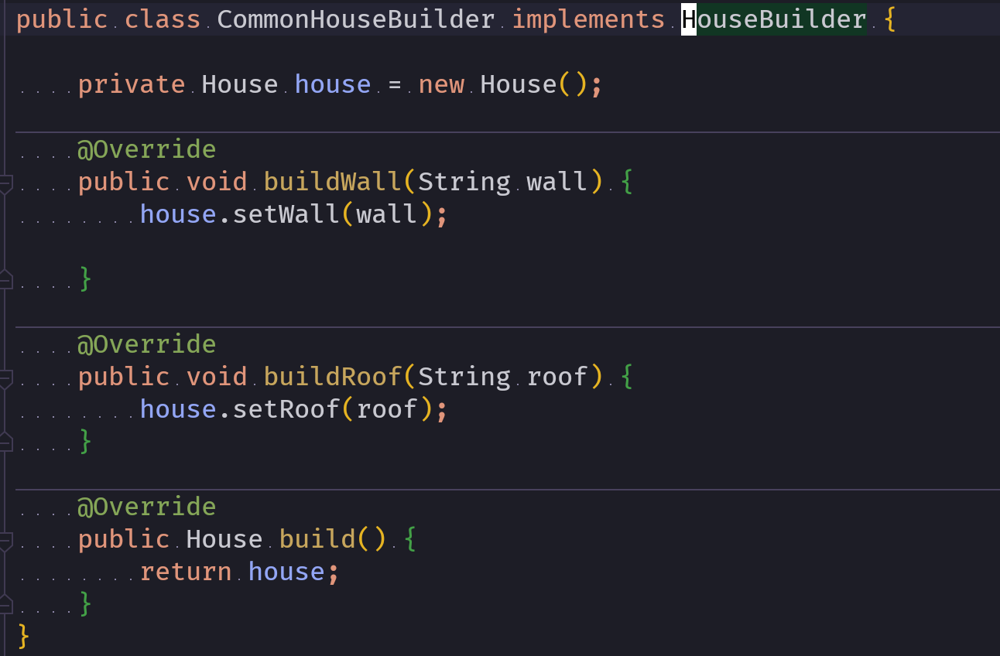 public class CommonHouseBuilder implements HouseBuilder {
    private House house = new House();
    @Override
    public void buildWall(String wall) {
        house.setWall(wall);
    }
    @Override
    public void buildRoof(String roof) {
        house.setRoof(roof);
    }
    @Override
    public House build() {
        return house;
    }
}